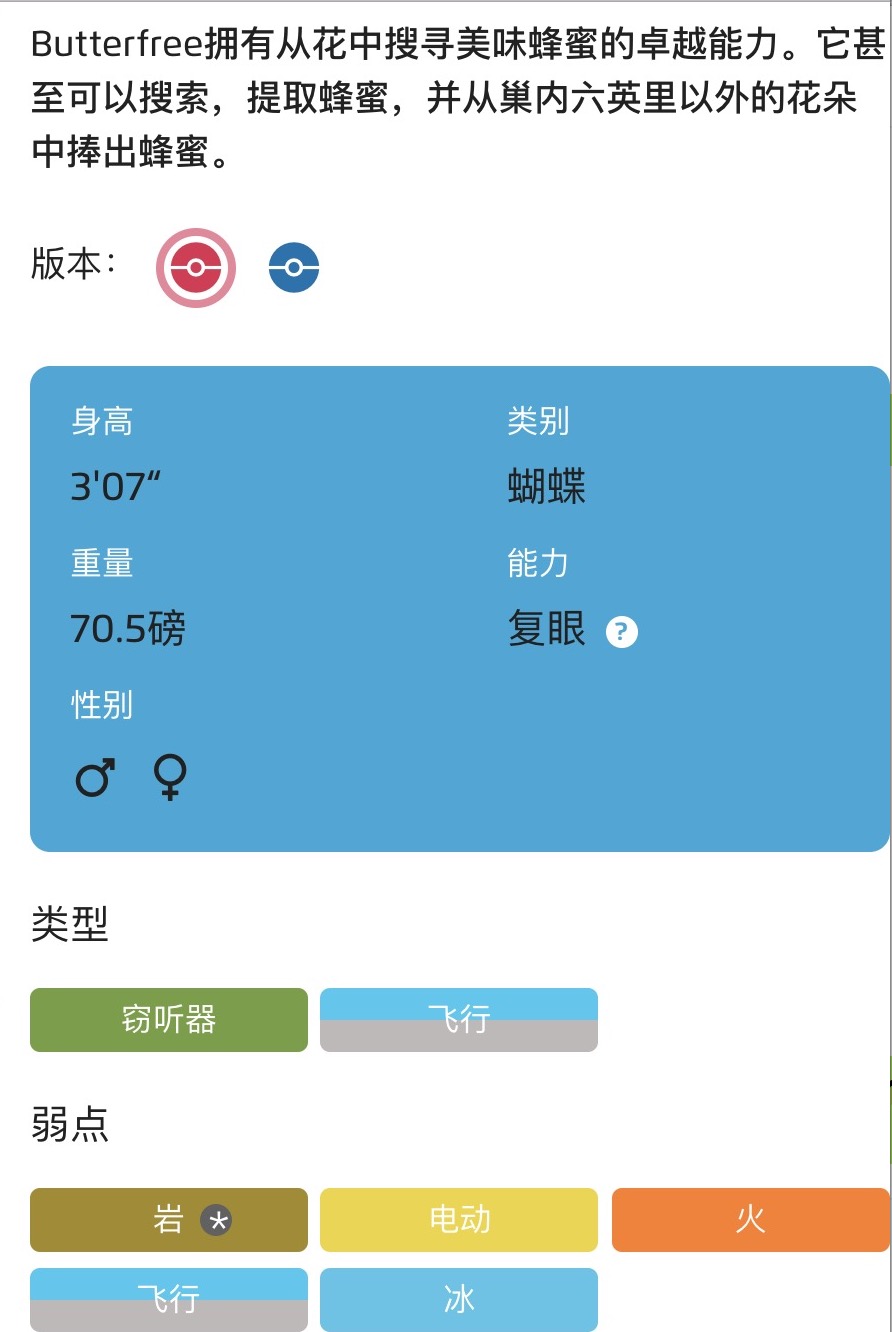 Butterfree拥有从花中搜寻美味蜂蜜的卓越能力。它甚
至可以搜索，提取蜂蜜，并从巢内六英里以外的花朵
中捧出蜂蜜。
版本：
身高
类别
3'07“
蝴蝶
重量
能力
70.5磅
复眼 ?
性别
♂ ♀
类型
窃听器
飞行
弱点
岩 *
电动
火
飞行
冰